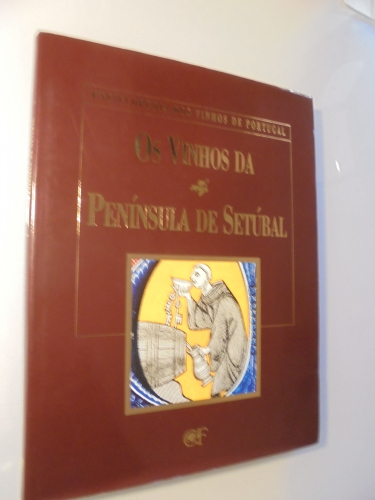 VINHOS DE PORTUGAL
OS VINHOS DA
PENÍNSULA DE SETÚBAL